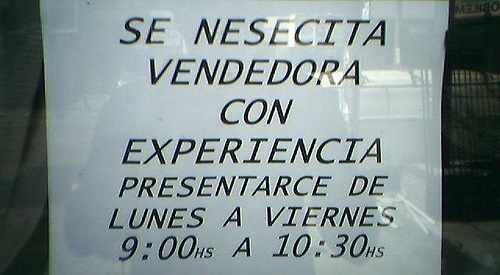 SE NESECITA
VENDEDORA
CON
EXPERIENCIA
PRESENTARCE DE
LUNES A VIERNES
9:00HS A 10:30HS